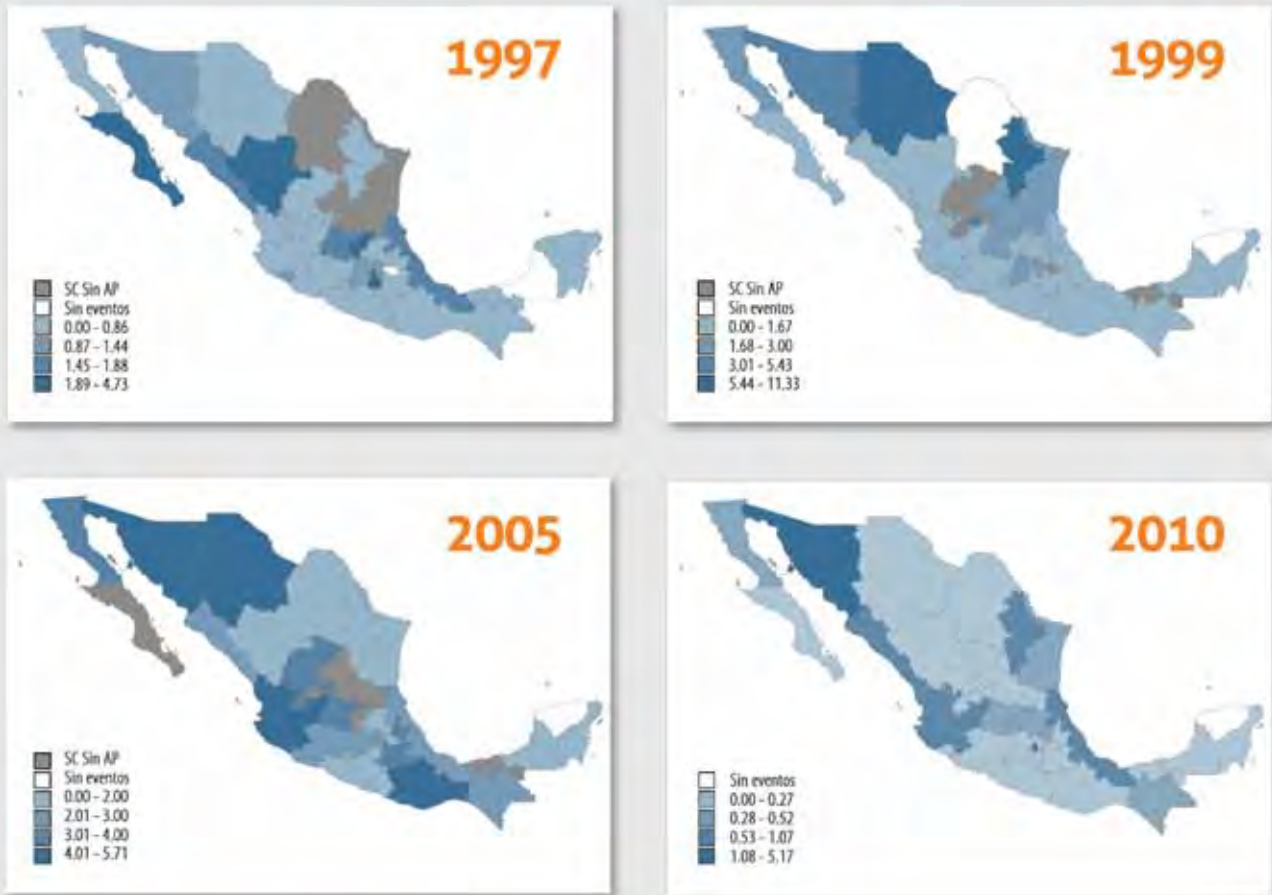 1997
SC Sin AP
Sin eventos
0.00 - 0.86
0.87 - 1.44
1.45 - 1.88
1.89 - 4.73
1999
SC Sin AP
Sin eventos
0.00 - 1.67
1.68 - 3.00
3.01 - 5.43
5.44 - 11.33
2005
SC Sin AP
Sin eventos
0.00 - 2.00
2.01 - 3.00
3.01 - 4.00
4.01 - 5.71
2010
Sin eventos
0.00 - 0.27
0.28 - 0.52
0.53 - 1.07
1.08 - 5.17